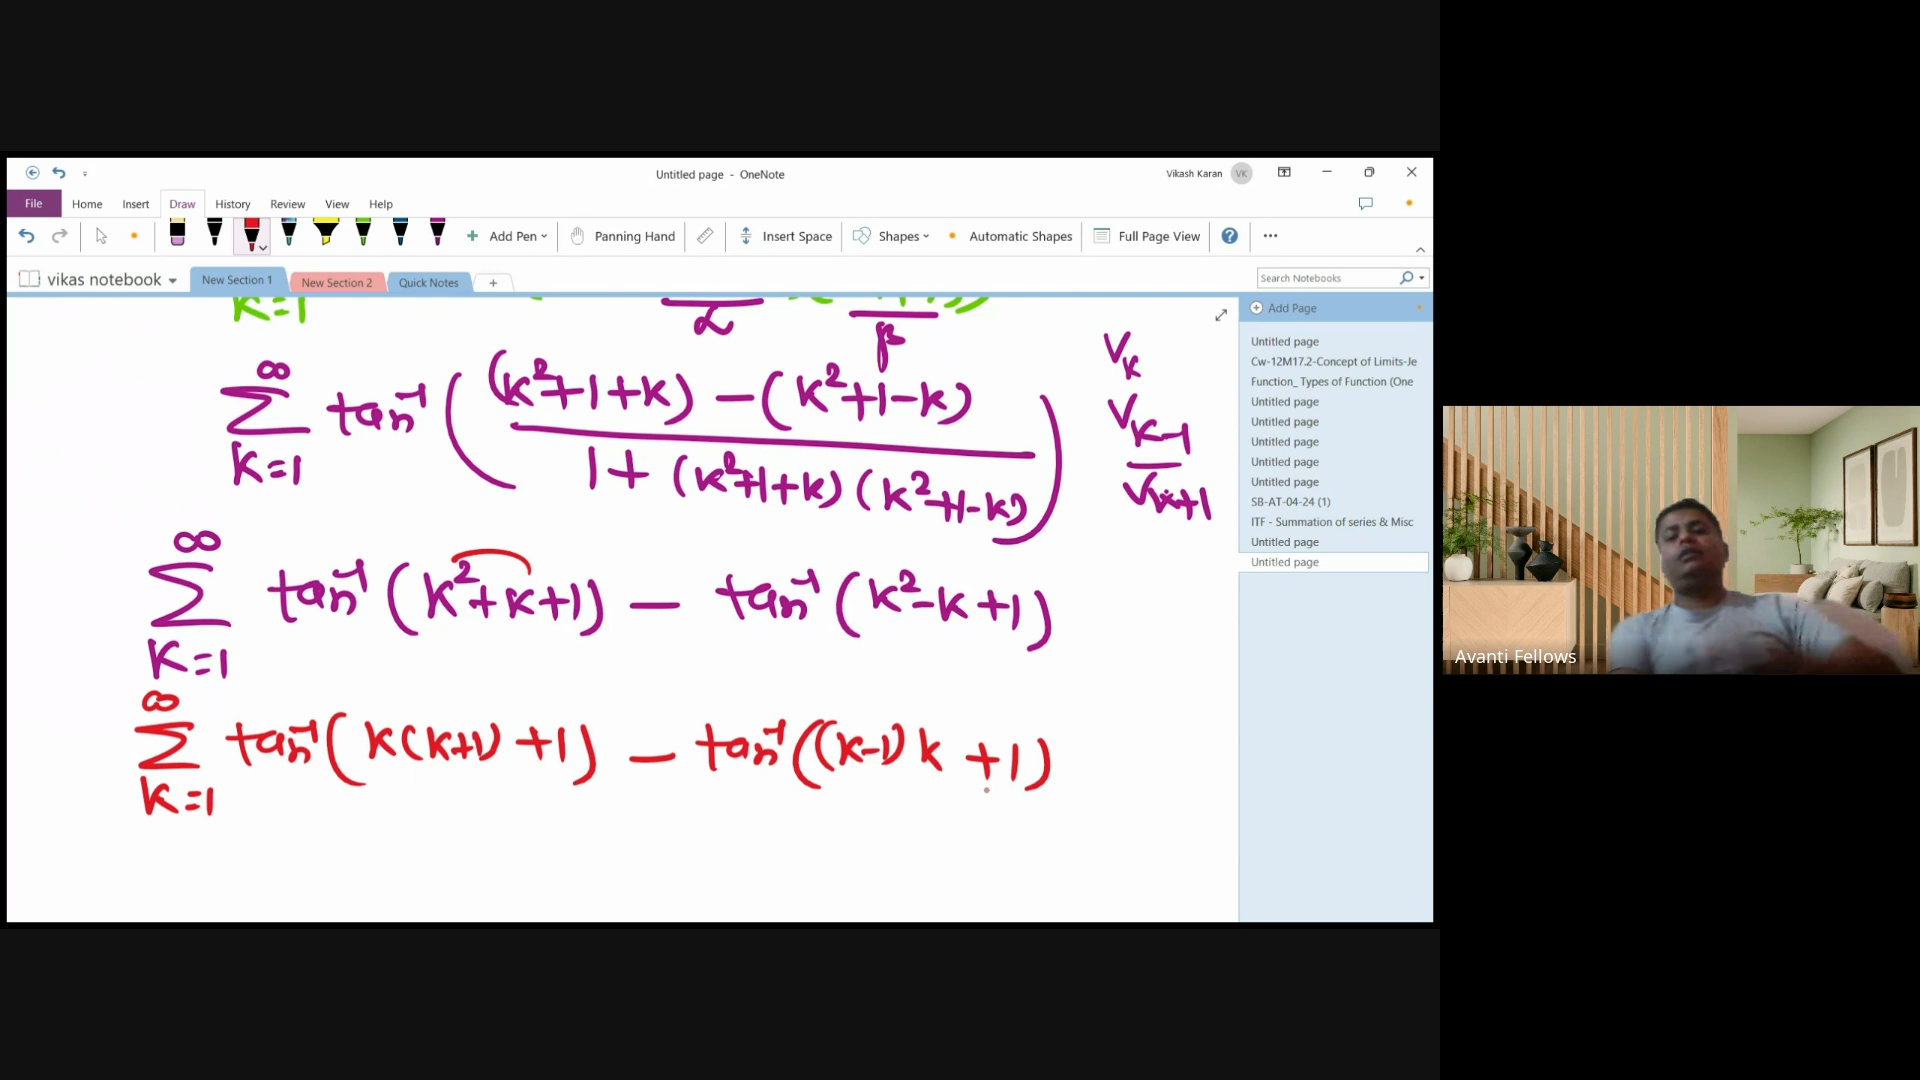 Untitled page - OneNote
Vikash Karan VK
File Home Insert Draw History Review View Help
Add Pen Panning Hand Insert Space Shapes Automatic Shapes Full Page View
vikas notebook New Section 1 New Section 2 Quick Notes +
Search Notebooks
K=1 α β
∞
∑ tan⁻¹ ( (k²+1+k) − (k²+1−k) / 1 + (k²+1+k) (k²+1−k) )
K=1
V_K
V_K−1
V_K+1
∞
∑ tan⁻¹ (k²+k+1) − tan⁻¹ (k²−k+1)
K=1
∞
∑ tan⁻¹ (k(k+1) +1) − tan⁻¹ ((k−1) k +1)
K=1
Add Page
Untitled page
Cw-12M17.2-Concept of Limits-Je
Function_ Types of Function (One
Untitled page
Untitled page
Untitled page
Untitled page
Untitled page
SB-AT-04-24 (1)
ITF - Summation of series & Misc
Untitled page
Untitled page
Avanti Fellows